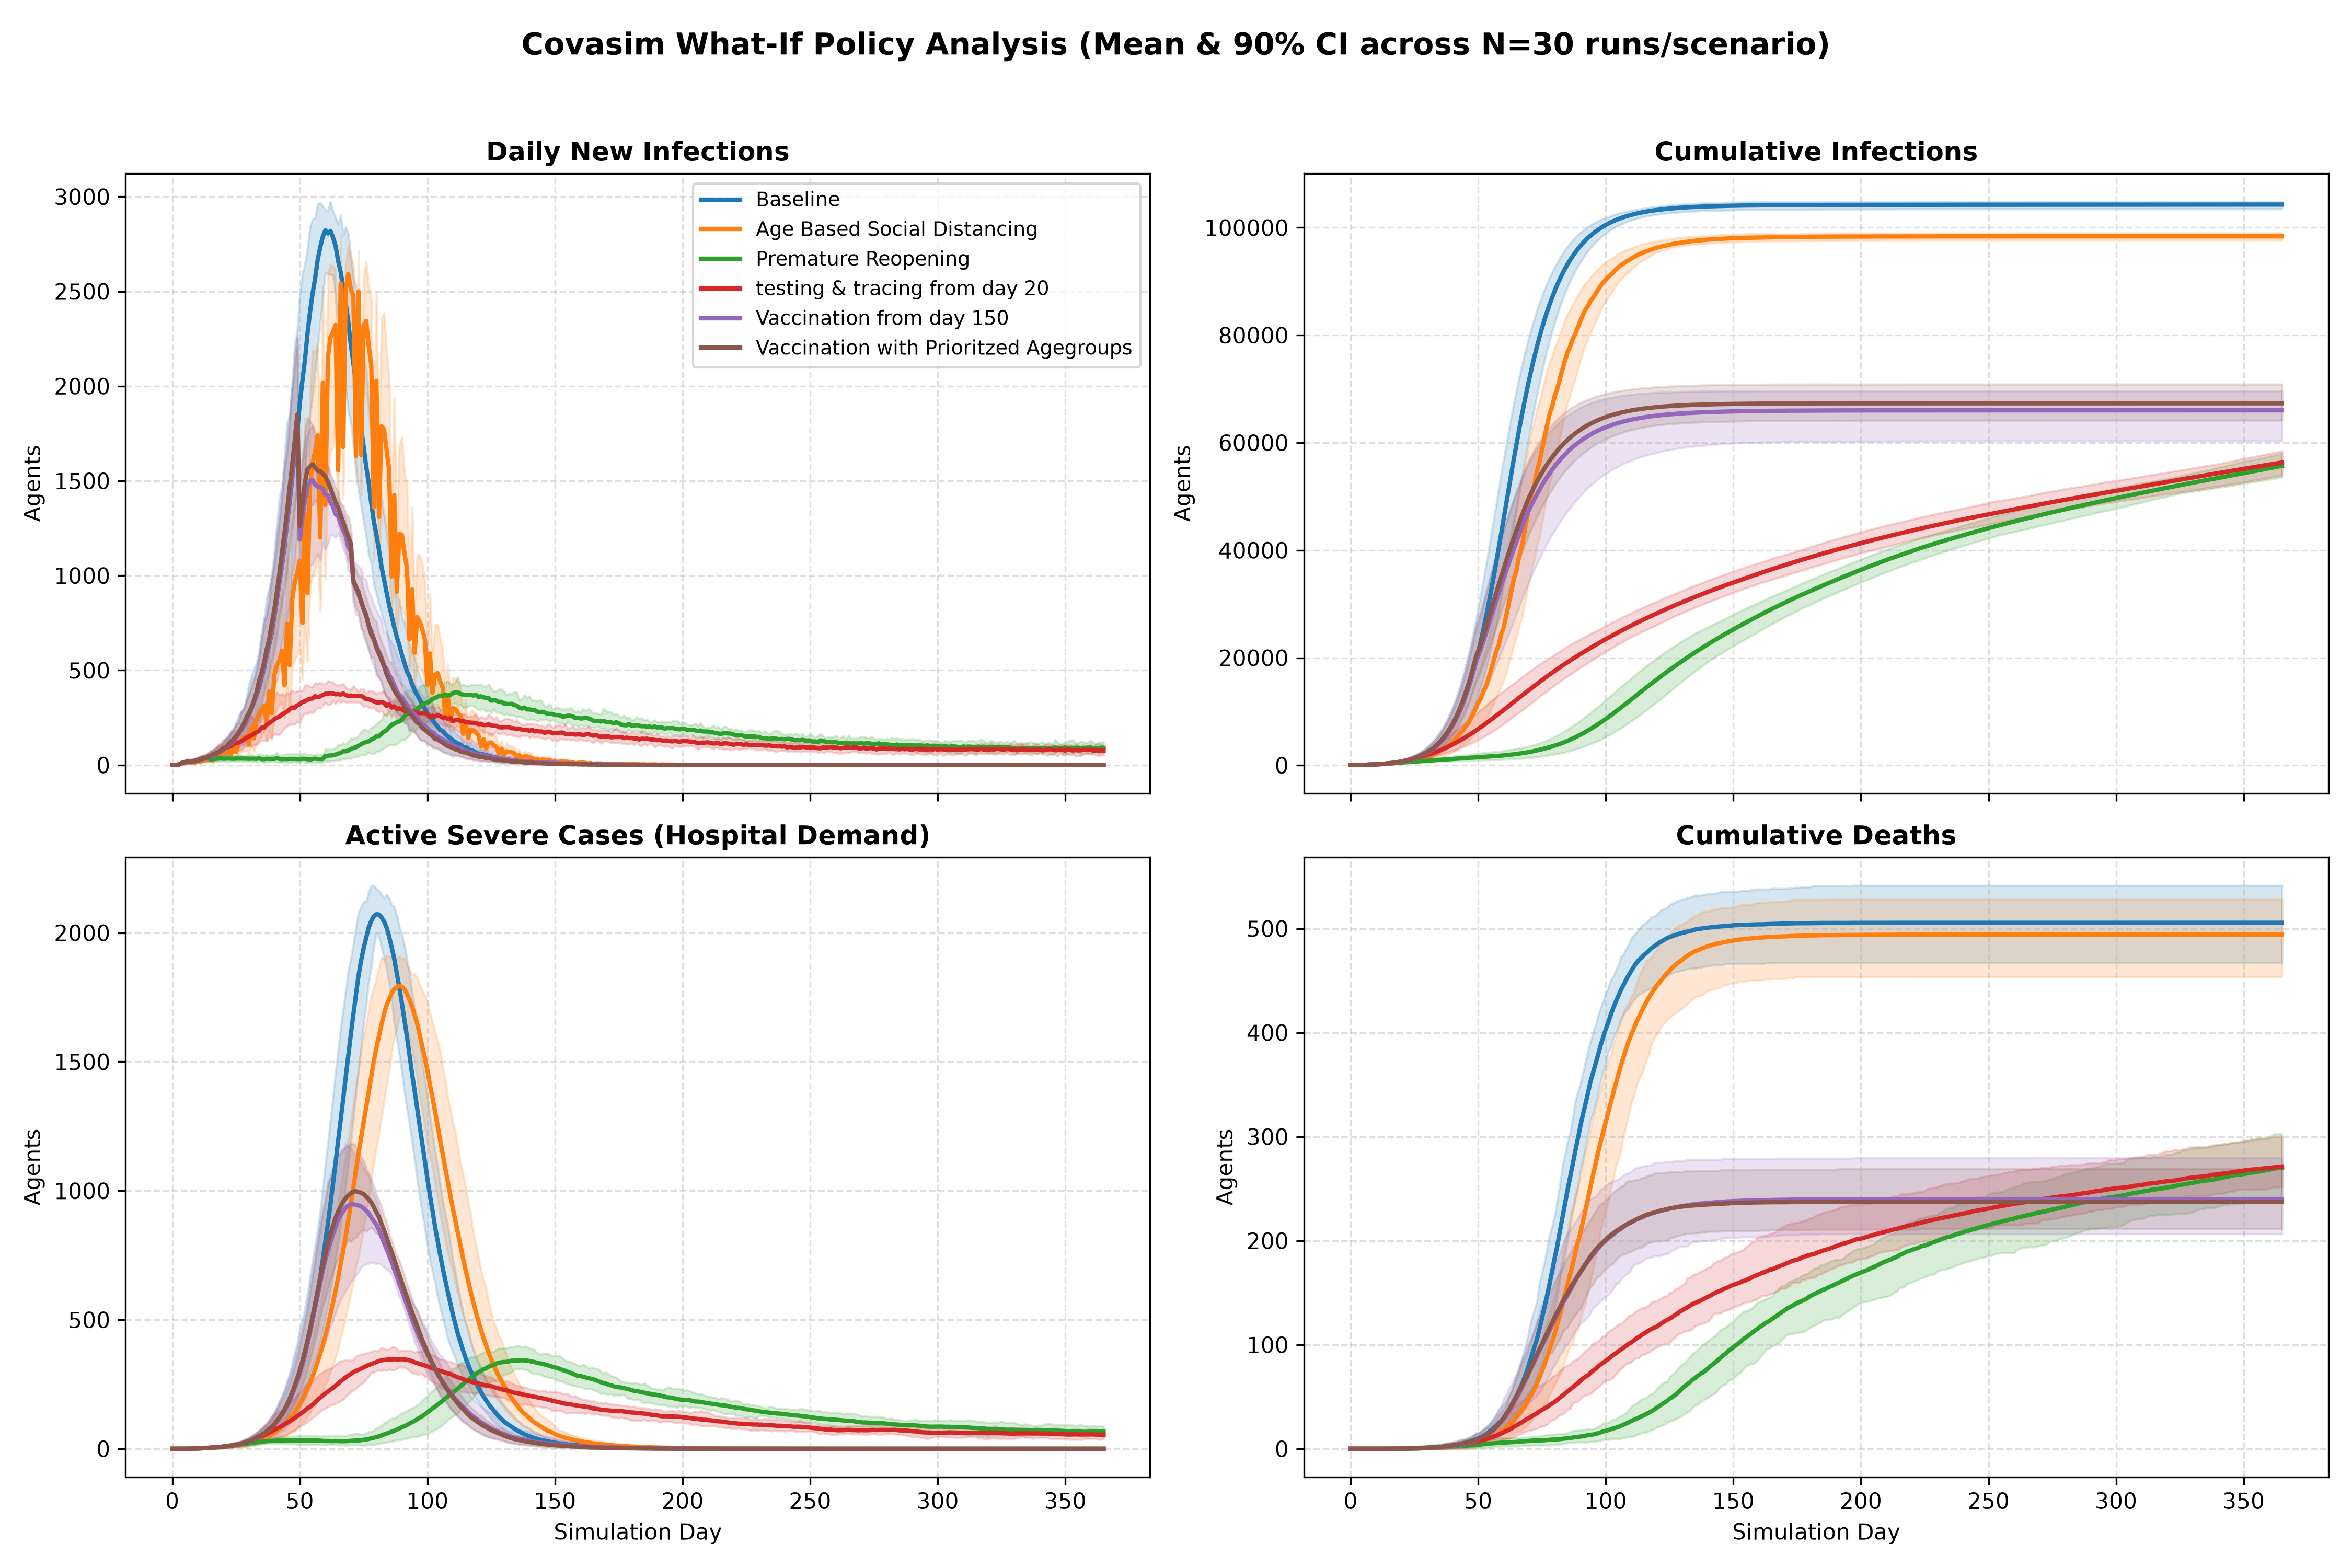 Covasim What-If Policy Analysis (Mean & 90% CI across N=30 runs/scenario)
Daily New Infections
Agents
3000
2500
2000
1500
1000
500
0
Baseline
Age Based Social Distancing
Premature Reopening
testing & tracing from day 20
Vaccination from day 150
Vaccination with Prioritzed Agegroups
Cumulative Infections
Agents
100000
80000
60000
40000
20000
0
Active Severe Cases (Hospital Demand)
Agents
2000
1500
1000
500
0
0 50 100 150 200 250 300 350
Simulation Day
Cumulative Deaths
Agents
500
400
300
200
100
0
0 50 100 150 200 250 300 350
Simulation Day